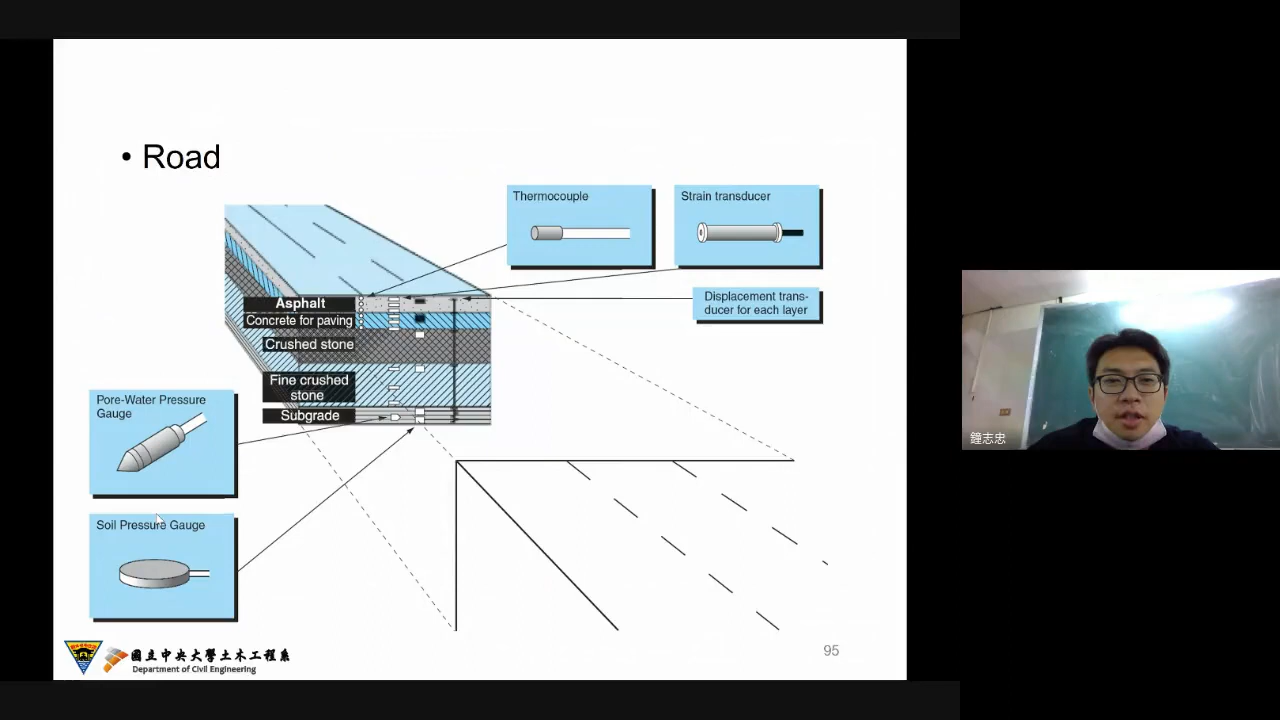 • Road
Thermocouple
Strain transducer
Displacement trans-
ducer for each layer
Asphalt
Concrete for paving
Crushed stone
Fine crushed
stone
Subgrade
Pore-Water Pressure
Gauge
Soil Pressure Gauge
國立中央大學土木工程系
Department of Civil Engineering
95
鐘志忠